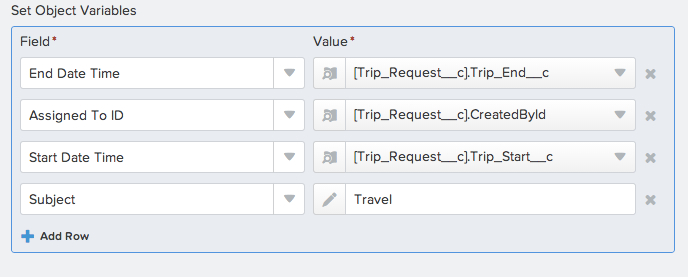 Set Object Variables
Field* Value*
End Date Time [Trip_Request__c].Trip_End__c
Assigned To ID [Trip_Request__c].CreatedById
Start Date Time [Trip_Request__c].Trip_Start__c
Subject Travel
Add Row